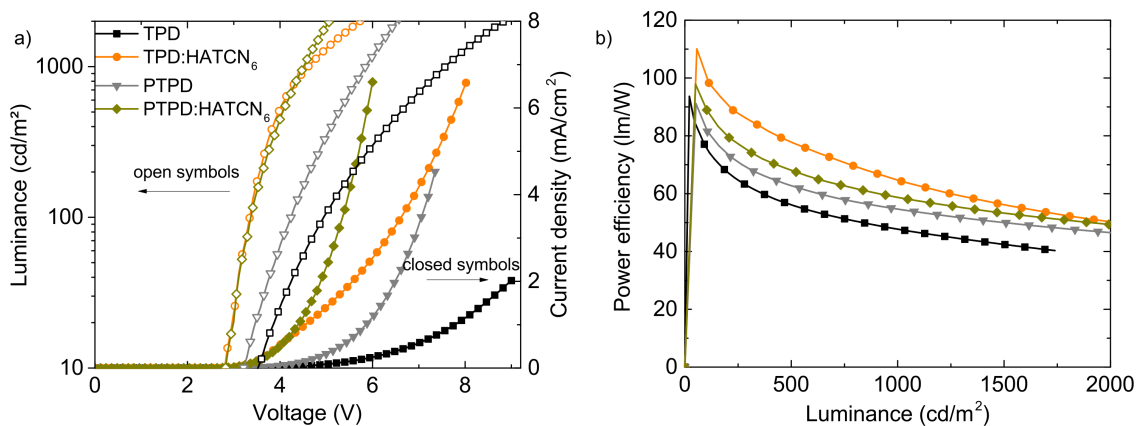 a)
TPD
TPD:HATCN₆
PTPD
PTPD:HATCN₆
open symbols
closed symbols
Luminance (cd/m²)
1000
100
10
0
2
4
6
8
Voltage (V)
8
6
4
2
0
Current density (mA/cm²)
b)
Power efficiency (lm/W)
120
100
80
60
40
20
0
0
500
1000
1500
2000
Luminance (cd/m²)